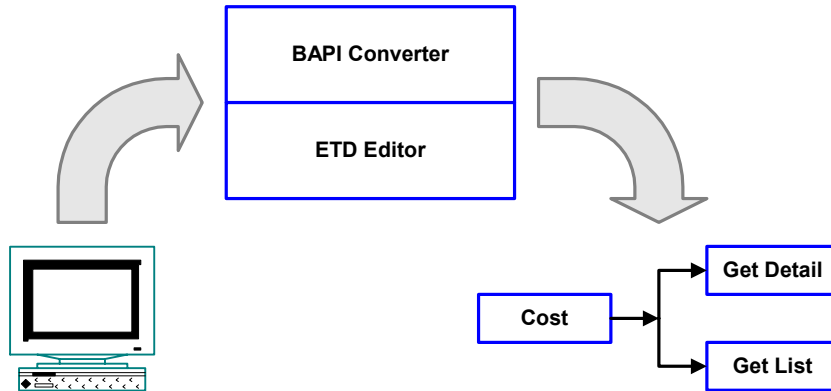 BAPI Converter
ETD Editor
Get Detail
Cost
Get List